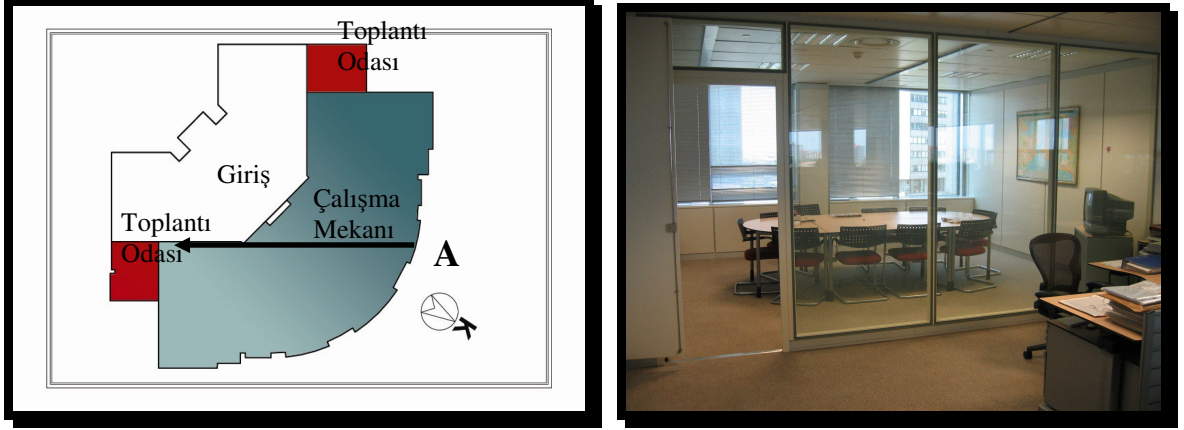 Toplantı
Odası
Giriş
Çalışma
Mekanı
Toplantı
Odası
A
K